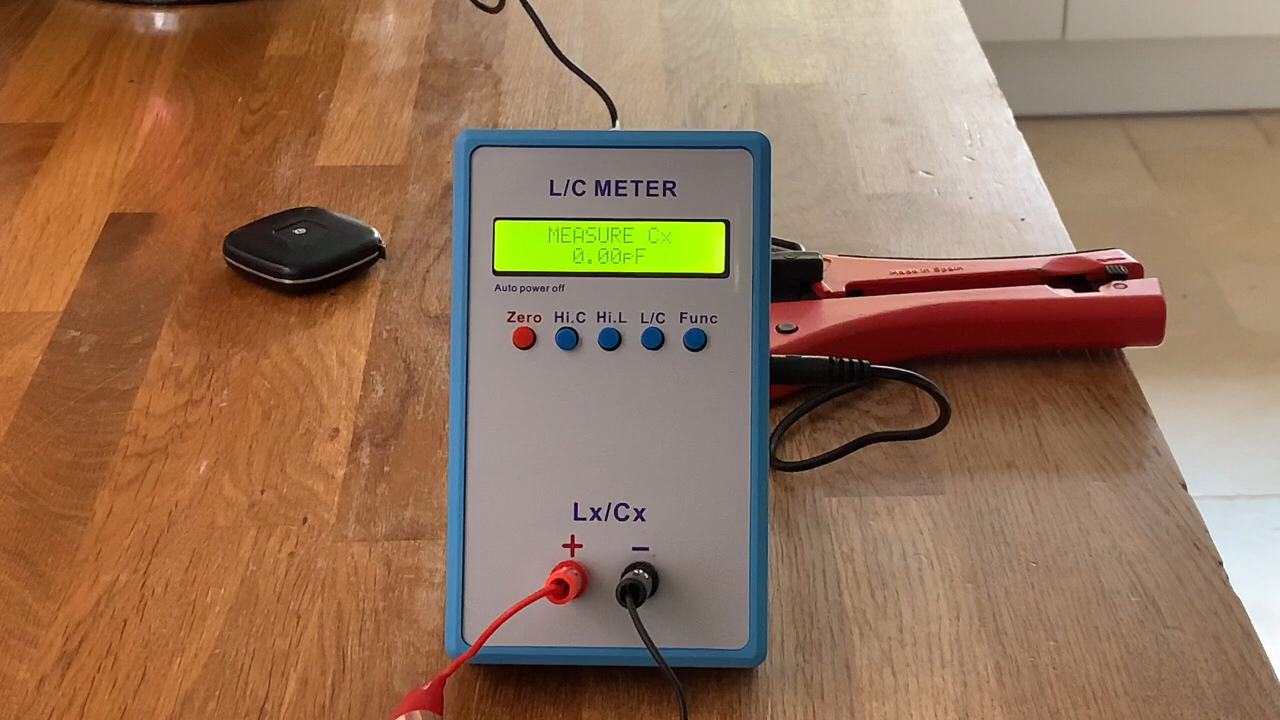 L/C METER
MEASURE Cx
0.00pF
Auto power off
Zero Hi.C Hi.L L/C Func
Lx/Cx
+ −
Made in Spain